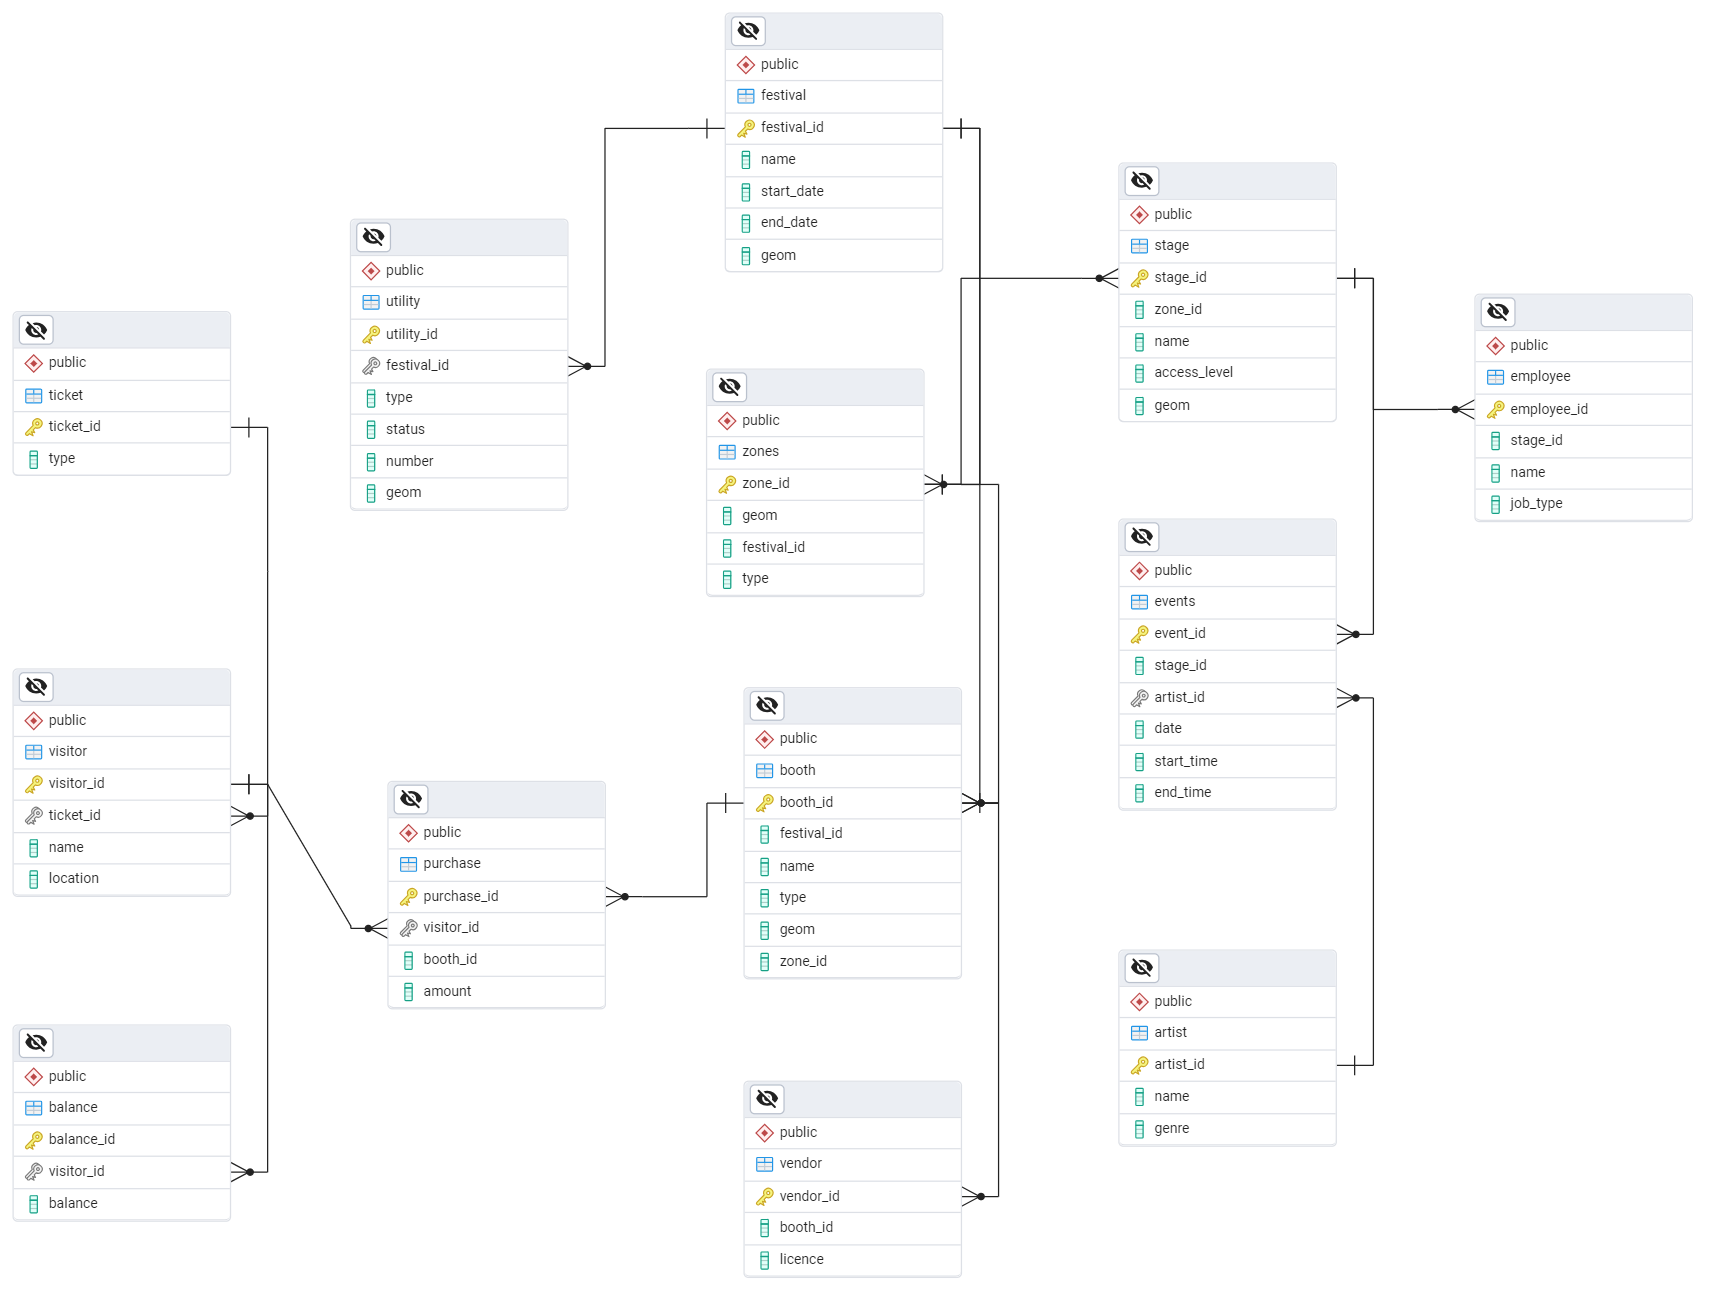 public
festival
festival_id
name
start_date
end_date
geom
public
stage
stage_id
zone_id
name
access_level
geom
public
utility
utility_id
festival_id
type
status
number
geom
public
employee
employee_id
stage_id
name
job_type
public
ticket
ticket_id
type
public
zones
zone_id
geom
festival_id
type
public
events
event_id
stage_id
artist_id
date
start_time
end_time
public
visitor
visitor_id
ticket_id
name
location
public
booth
booth_id
festival_id
name
type
geom
zone_id
public
purchase
purchase_id
visitor_id
booth_id
amount
public
artist
artist_id
name
genre
public
balance
balance_id
visitor_id
balance
public
vendor
vendor_id
booth_id
licence